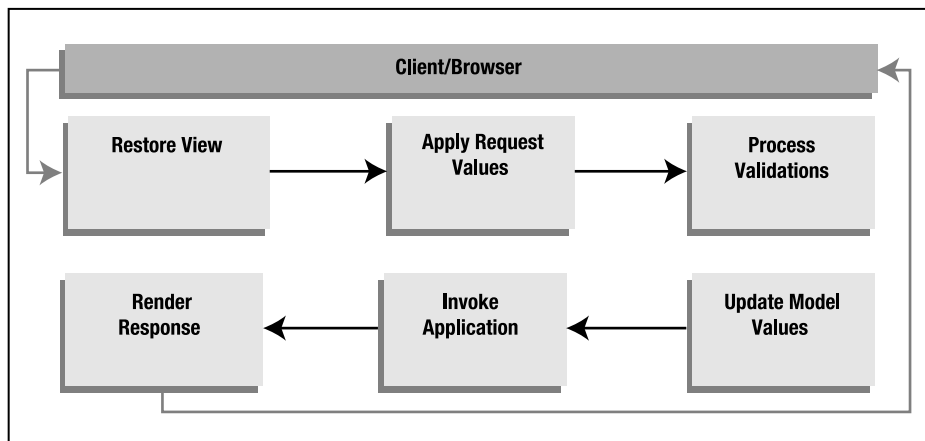 Client/Browser
Restore View
Apply Request
Values
Process
Validations
Render
Response
Invoke
Application
Update Model
Values